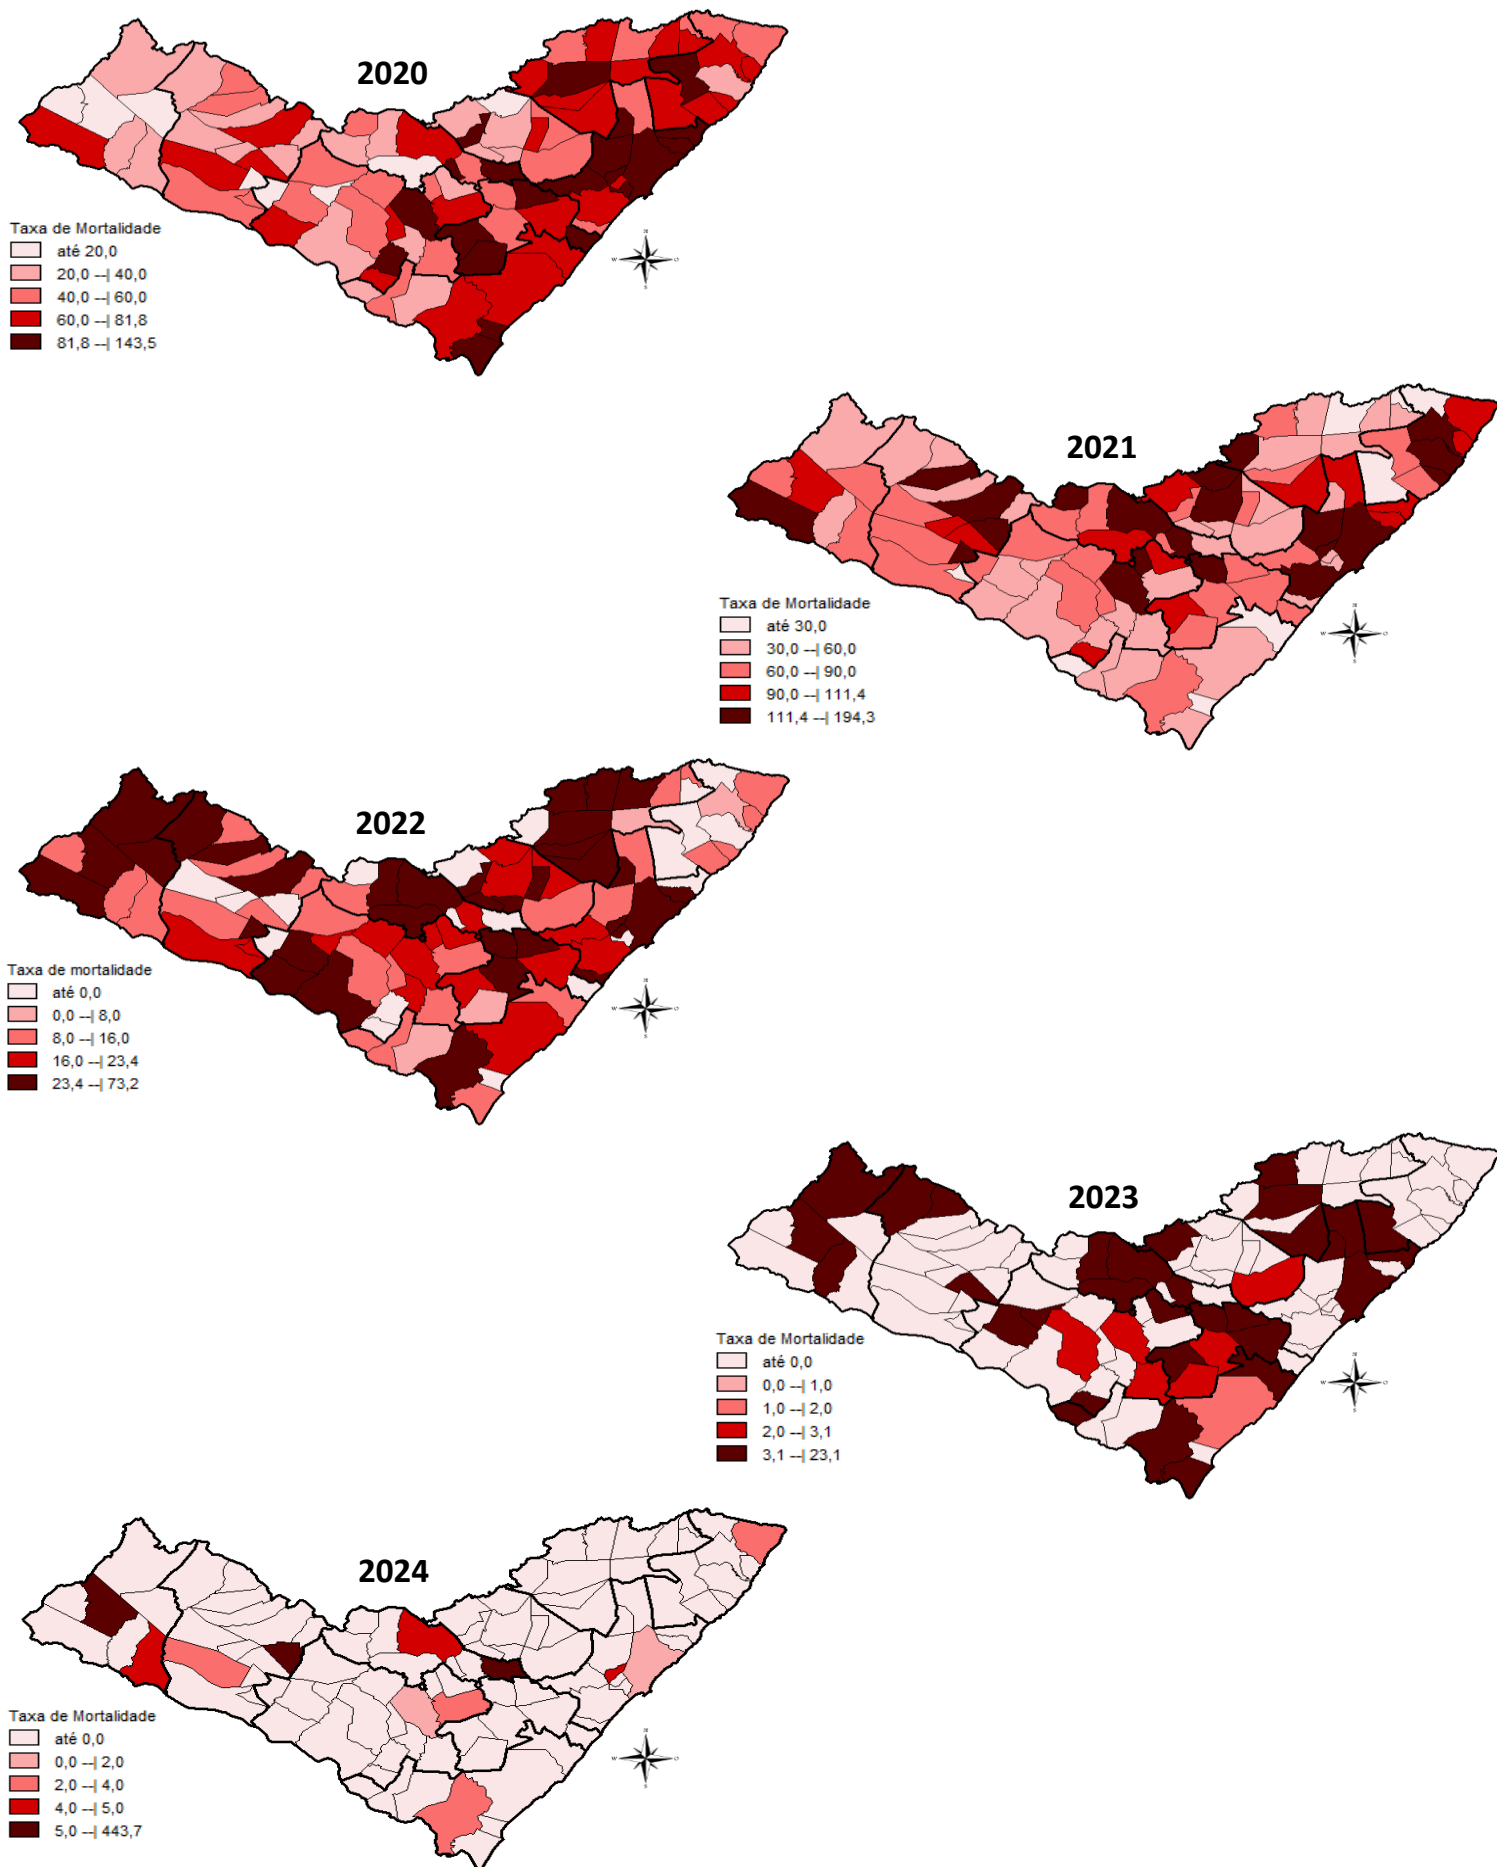 2020
Taxa de Mortalidade
até 20,0
20,0 --| 40,0
40,0 --| 60,0
60,0 --| 81,8
81,8 --| 143,5
2021
Taxa de Mortalidade
até 30,0
30,0 --| 60,0
60,0 --| 90,0
90,0 --| 111,4
111,4 --| 194,3
2022
Taxa de mortalidade
até 0,0
0,0 --| 8,0
8,0 --| 16,0
16,0 --| 23,4
23,4 --| 73,2
2023
Taxa de Mortalidade
até 0,0
0,0 --| 1,0
1,0 --| 2,0
2,0 --| 3,1
3,1 --| 23,1
2024
Taxa de Mortalidade
até 0,0
0,0 --| 2,0
2,0 --| 4,0
4,0 --| 5,0
5,0 --| 443,7